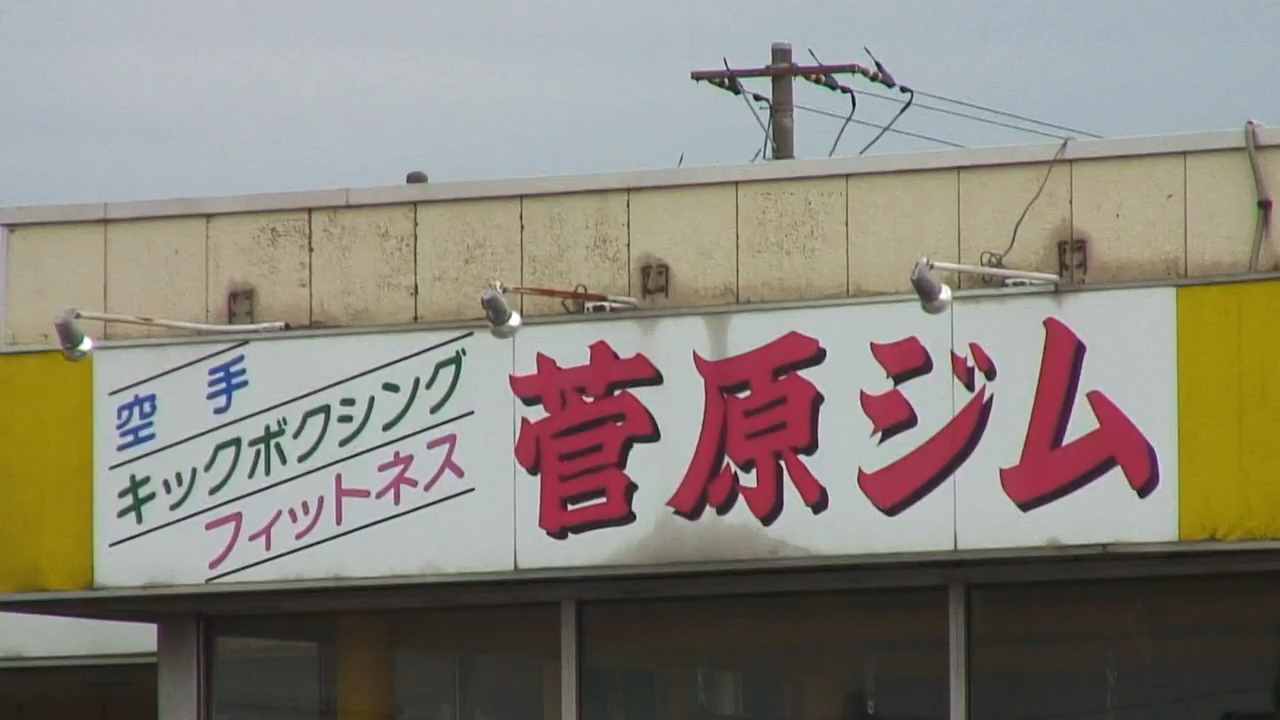 空手
キックボクシング
フィットネス
菅原ジム